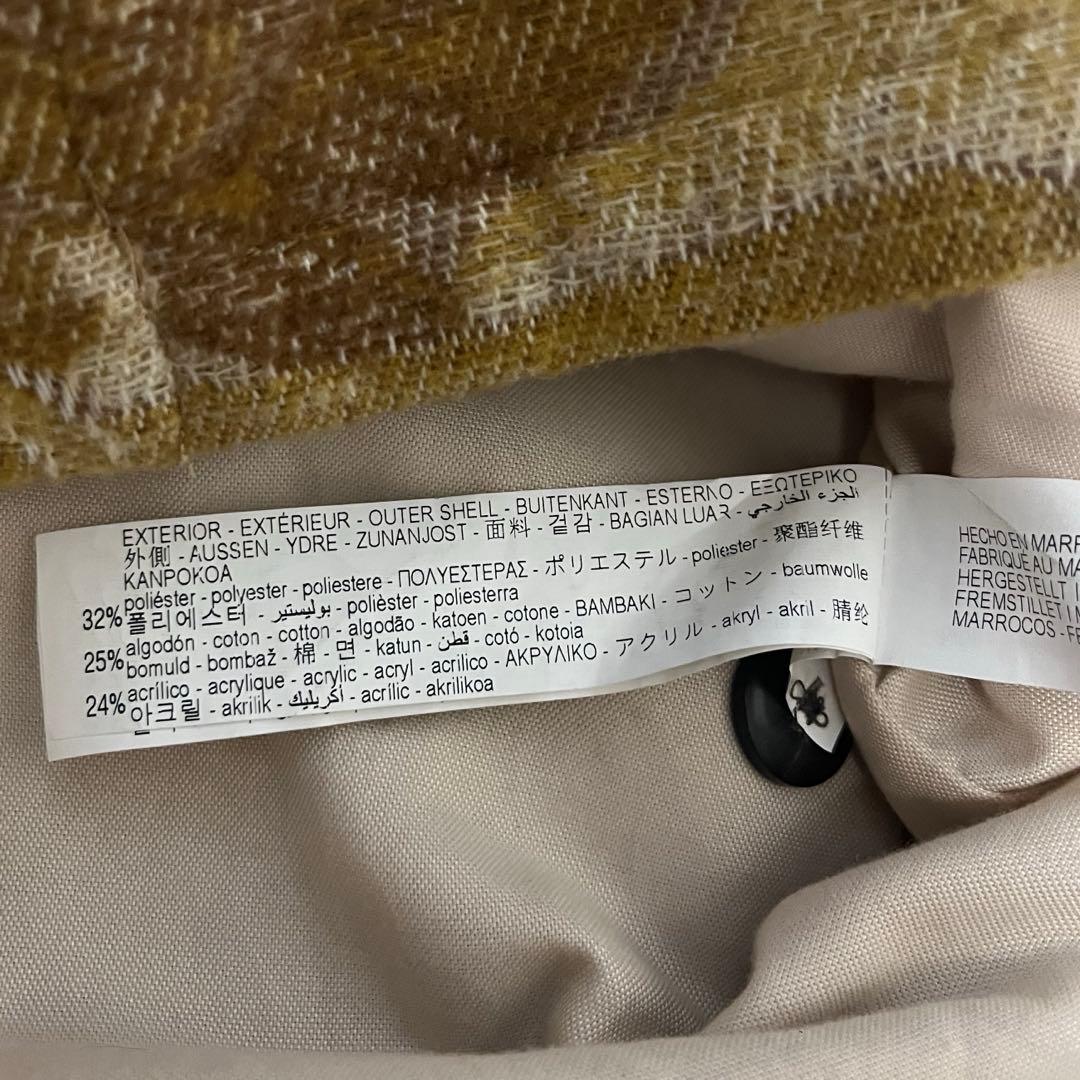 EXTERIOR - EXTÉRIEUR - OUTER SHELL - BUITENKANT - ESTERNO - ΕΞΩΤΕΡΙΚΟ
外側 - AUSSEN - YDRE - ZUNANJOST - 面料 - 겉감 - BAGIAN LUAR - الجزء الخارجي
KANPOKOA
32% poliéster - polyester - poliestere - ΠΟΛΥΕΣΤΕΡΑΣ - ポリエステル - poliester - 聚酯纤维
폴리에스터 - بوليستير - polièster - poliesterra
25% algodón - coton - cotton - algodão - katoen - cotone - ΒΑΜΒΑΚΙ - コットン - baumwolle
bomuld - bombaž - 棉 - 면 - katun - قطن - cotó - kotoia
24% acrílico - acrylique - acrylic - acryl - acrilico - ΑΚΡΥΛΙΚΟ - アクリル - akryl - akril - 腈纶
아크릴 - akrilik - أكريليك - acrílic - akrilikoa
HECHO EN MARR
FABRIQUÉ AU MA
HERGESTELLT I
FREMSTILLET I M
MARROCOS - F